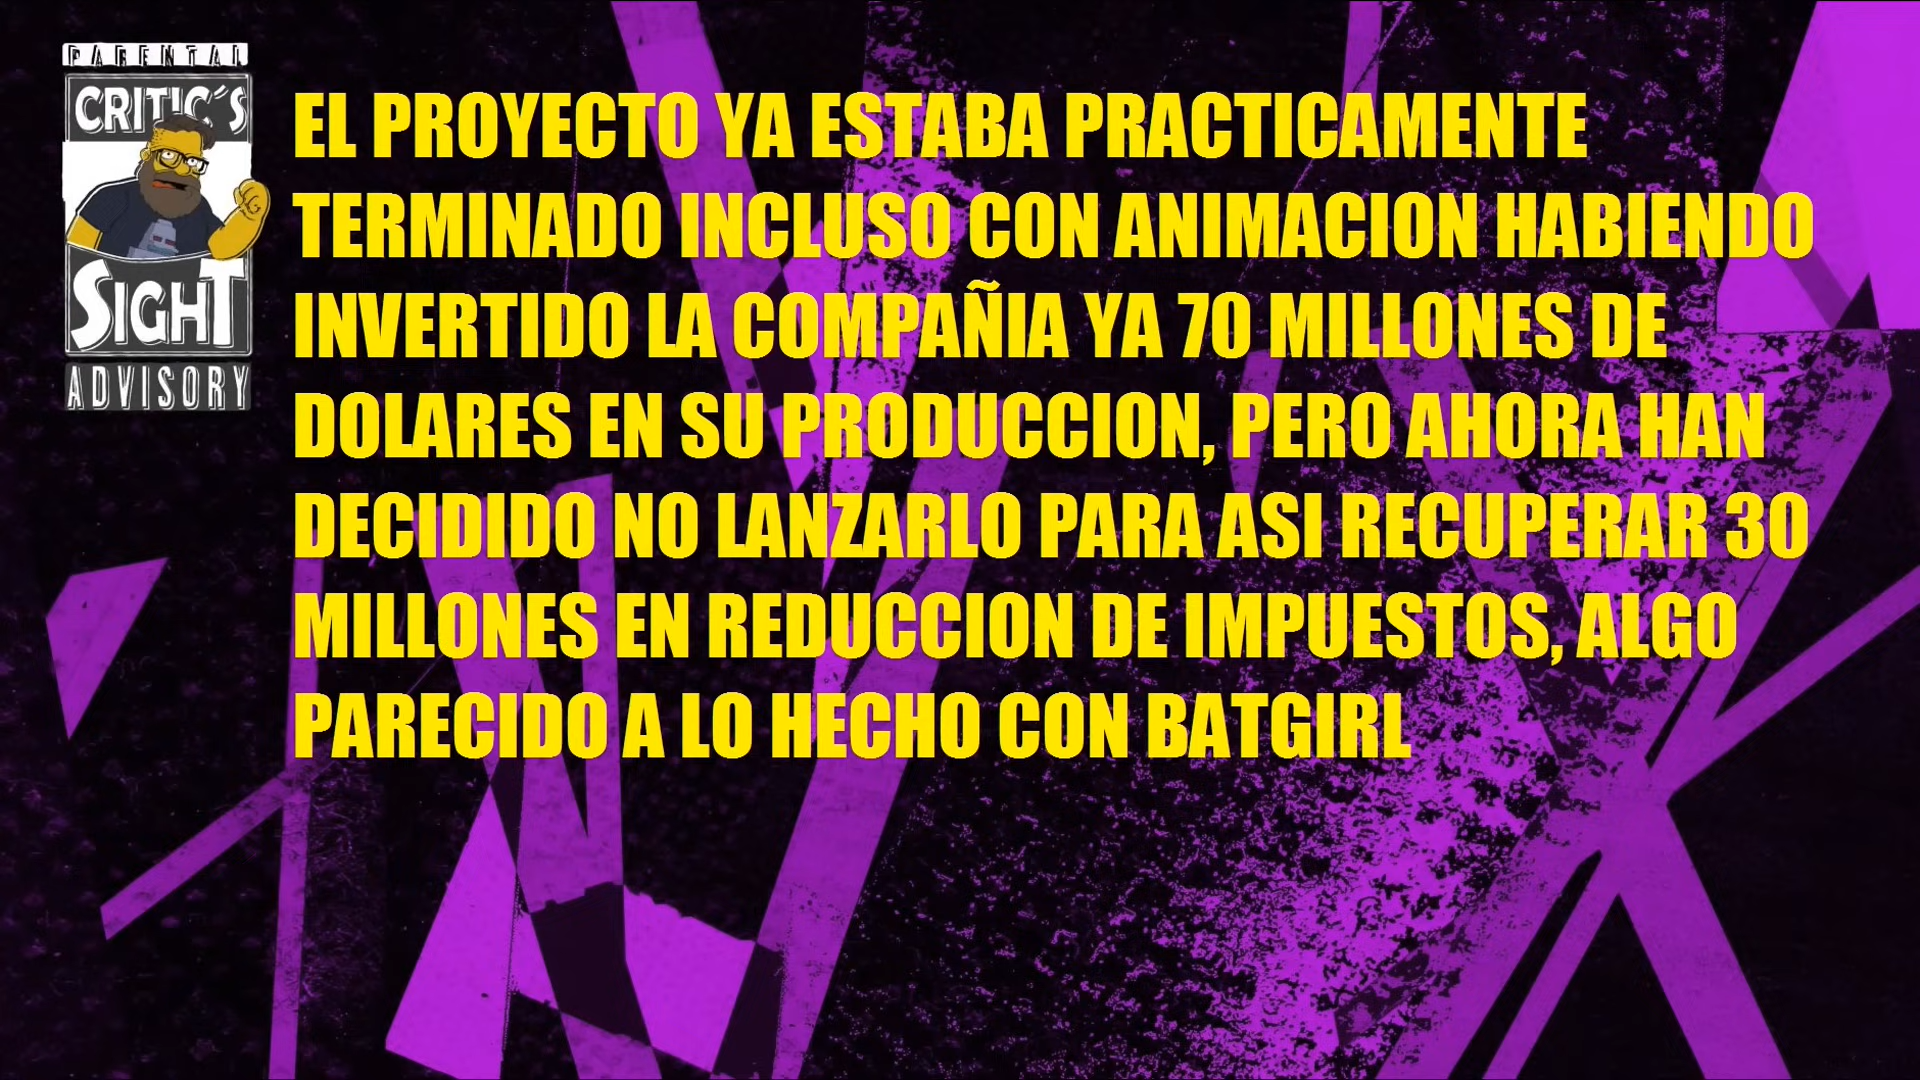 PARENTAL
CRITIC´S
SIGHT
ADVISORY
EL PROYECTO YA ESTABA PRACTICAMENTE
TERMINADO INCLUSO CON ANIMACION HABIENDO
INVERTIDO LA COMPAÑIA YA 70 MILLONES DE
DOLARES EN SU PRODUCCION, PERO AHORA HAN
DECIDIDO NO LANZARLO PARA ASI RECUPERAR 30
MILLONES EN REDUCCION DE IMPUESTOS, ALGO
PARECIDO A LO HECHO CON BATGIRL